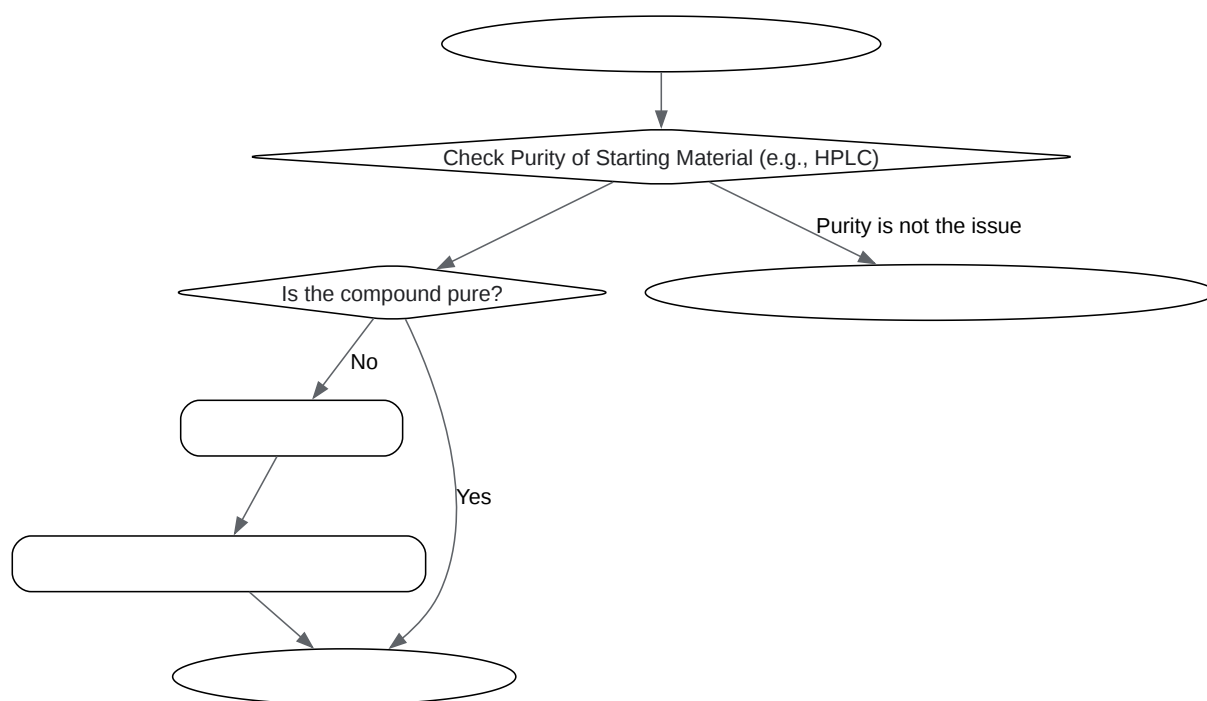 Check Purity of Starting Material (e.g., HPLC)
Purity is not the issue
Is the compound pure?
No
Yes